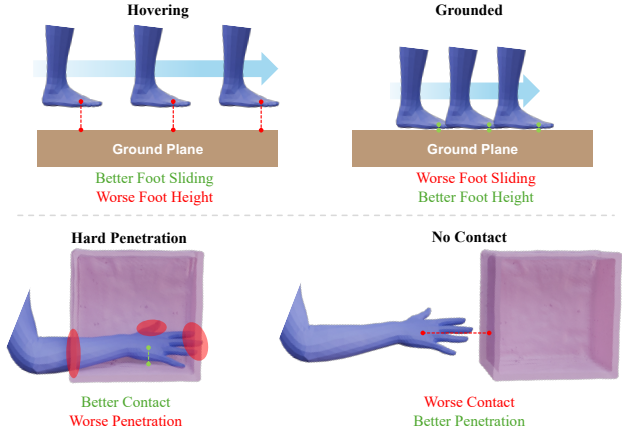 Hovering
Grounded
Ground Plane
Ground Plane
Better Foot Sliding
Worse Foot Height
Worse Foot Sliding
Better Foot Height
Hard Penetration
No Contact
Better Contact
Worse Penetration
Worse Contact
Better Penetration